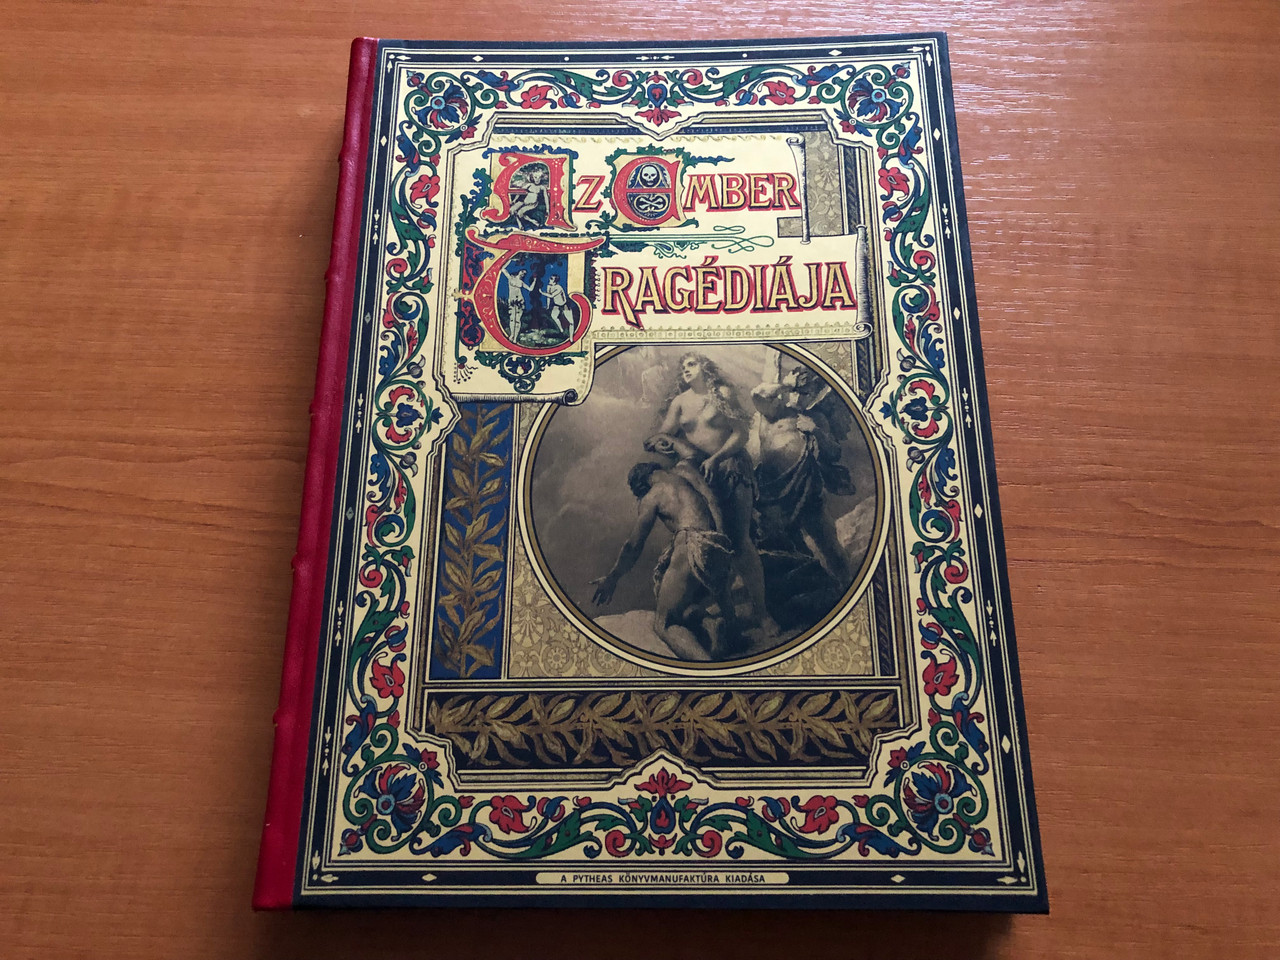 AZ EMBER
TRAGÉDIÁJA
A PYTHEAS KÖNYVMANUFAKTÚRA KIADÁSA